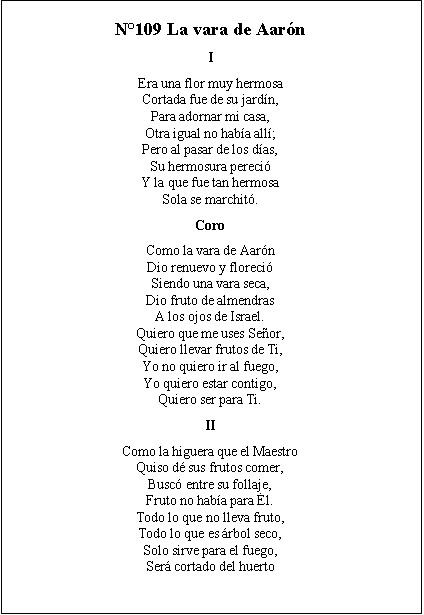 N°109 La vara de Aarón
I
Era una flor muy hermosa
Cortada fue de su jardín,
Para adornar mi casa,
Otra igual no había allí;
Pero al pasar de los días,
Su hermosura pereció
Y la que fue tan hermosa
Sola se marchitó.
Coro
Como la vara de Aarón
Dio renuevo y floreció
Siendo una vara seca,
Dio fruto de almendras
A los ojos de Israel.
Quiero que me uses Señor,
Quiero llevar frutos de Ti,
Yo no quiero ir al fuego,
Yo quiero estar contigo,
Quiero ser para Ti.
II
Como la higuera que el Maestro
Quiso dé sus frutos comer,
Buscó entre su follaje,
Fruto no había para Él.
Todo lo que no lleva fruto,
Todo lo que es árbol seco,
Solo sirve para el fuego,
Será cortado del huerto